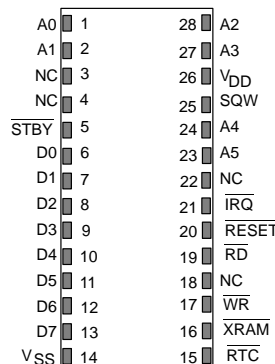 A0 1 28 A2
A1 2 27 A3
NC 3 26 VDD
NC 4 25 SQW
STBY 5 24 A4
D0 6 23 A5
D1 7 22 NC
D2 8 21 IRQ
D3 9 20 RESET
D4 10 19 RD
D5 11 18 NC
D6 12 17 WR
D7 13 16 XRAM
VSS 14 15 RTC